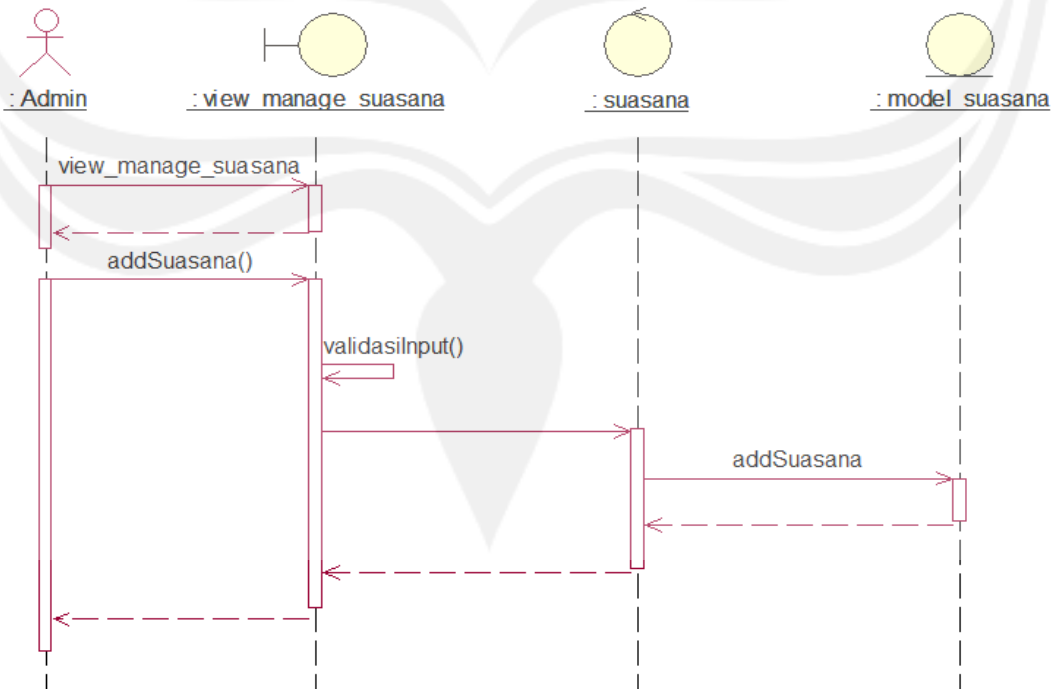 : Admin
: view_manage_suasana
: suasana
: model_suasana
view_manage_suasana
addSuasana()
validasiInput()
addSuasana